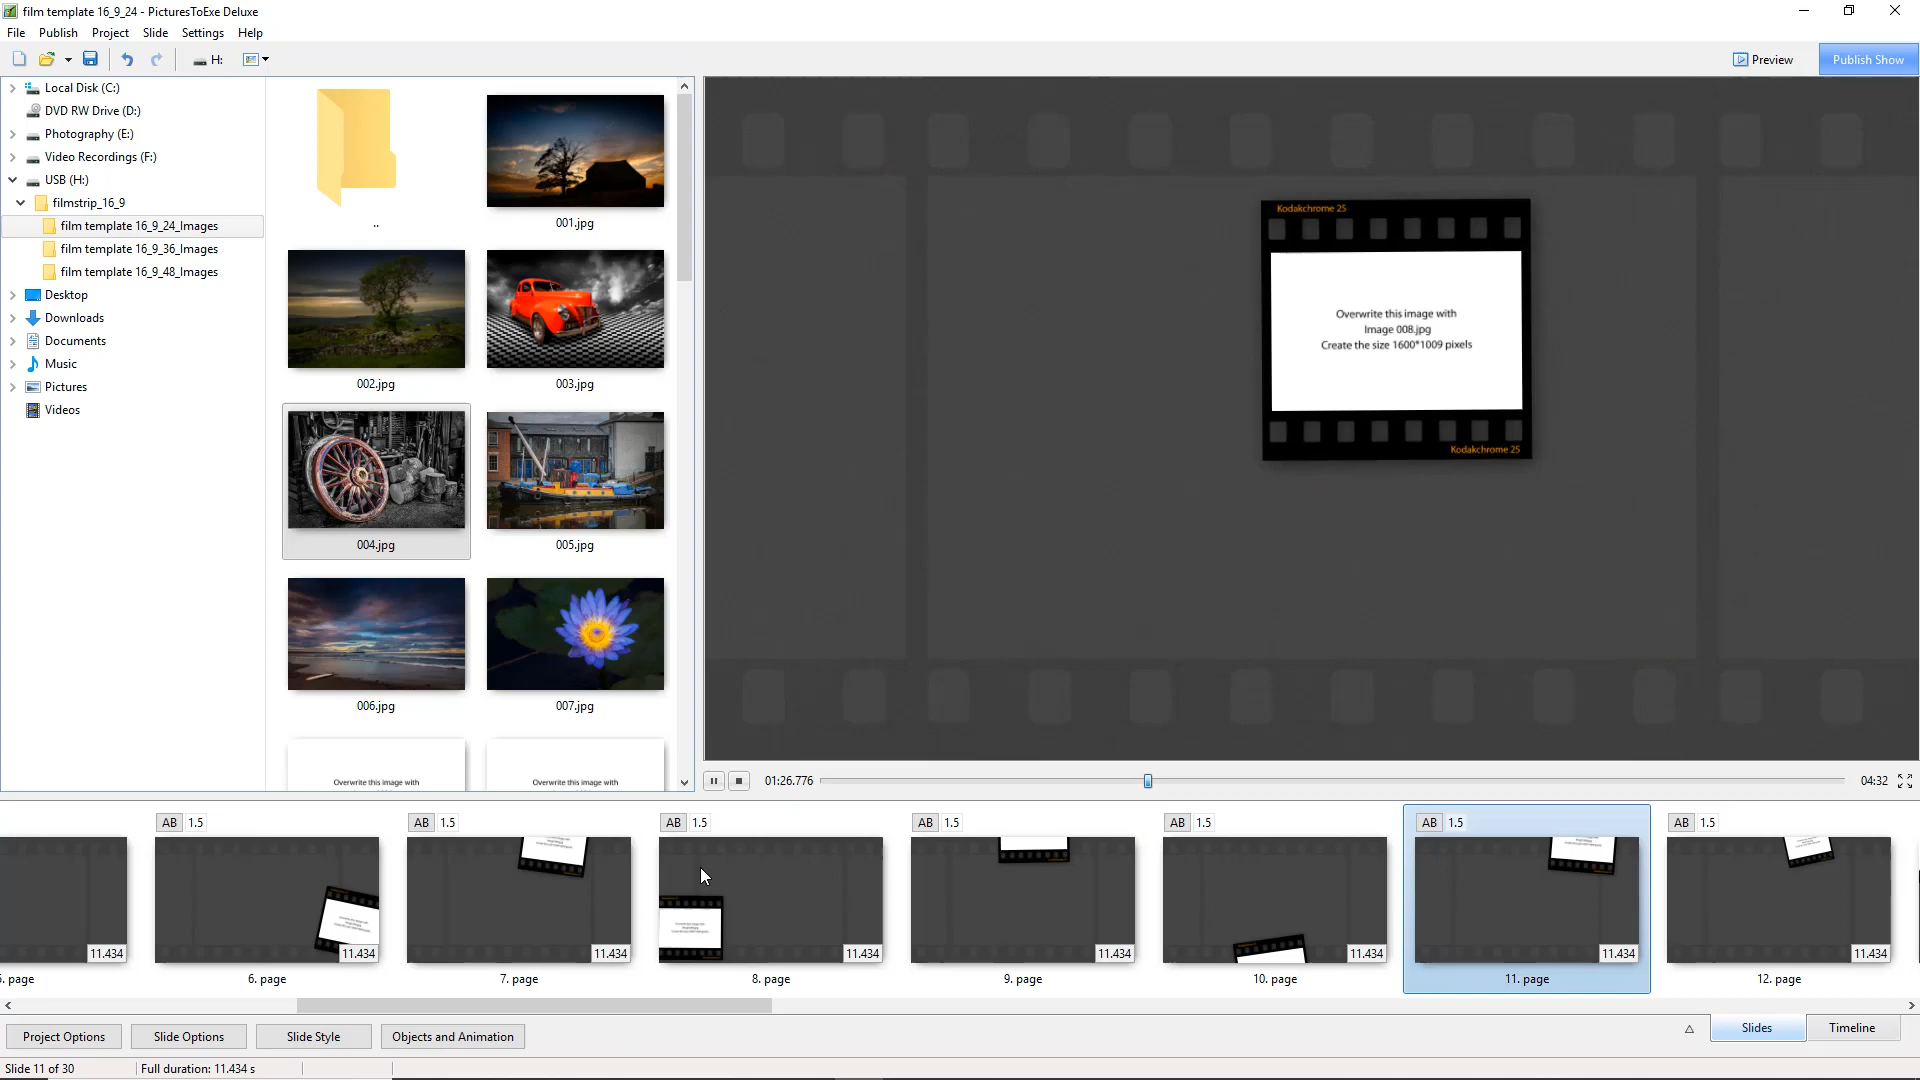 film template 16_9_24 - PicturesToExe Deluxe
File Publish Project Slide Settings Help
H: Preview Publish Show
Local Disk (C:)
DVD RW Drive (D:)
Photography (E:)
Video Recordings (F:)
USB (H:)
filmstrip_16_9
film template 16_9_24_Images
film template 16_9_36_Images
film template 16_9_48_Images
Desktop
Downloads
Documents
Music
Pictures
Videos
..
001.jpg
002.jpg
003.jpg
004.jpg
005.jpg
006.jpg
007.jpg
Overwrite this image with
Overwrite this image with
Kodakchrome 25
Overwrite this image with
Image 008.jpg
Create the size 1600*1009 pixels
Kodakchrome 25
01:26.776 04:32
AB 1.5 AB 1.5 AB 1.5 AB 1.5 AB 1.5 AB 1.5 AB 1.5
11.434 11.434 11.434 11.434 11.434 11.434 11.434 11.434
. page 6. page 7. page 8. page 9. page 10. page 11. page 12. page
Project Options Slide Options Slide Style Objects and Animation Slides Timeline
Slide 11 of 30 Full duration: 11.434 s